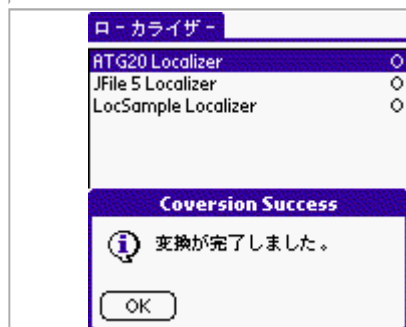 ローカライザー
ATG20 Localizer O
JFile 5 Localizer O
LocSample Localizer O
Coversion Success
変換が完了しました。
OK